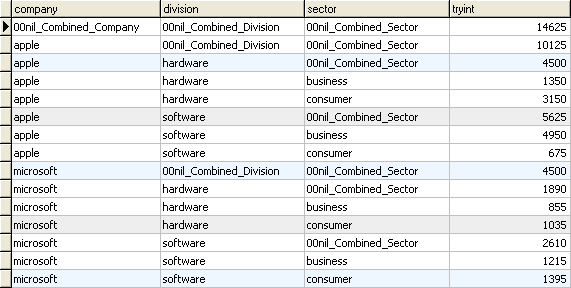 company division sector tryint
00nil_Combined_Company 00nil_Combined_Division 00nil_Combined_Sector 14625
apple 00nil_Combined_Division 00nil_Combined_Sector 10125
apple hardware 00nil_Combined_Sector 4500
apple hardware business 1350
apple hardware consumer 3150
apple software 00nil_Combined_Sector 5625
apple software business 4950
apple software consumer 675
microsoft 00nil_Combined_Division 00nil_Combined_Sector 4500
microsoft hardware 00nil_Combined_Sector 1890
microsoft hardware business 855
microsoft hardware consumer 1035
microsoft software 00nil_Combined_Sector 2610
microsoft software business 1215
microsoft software consumer 1395